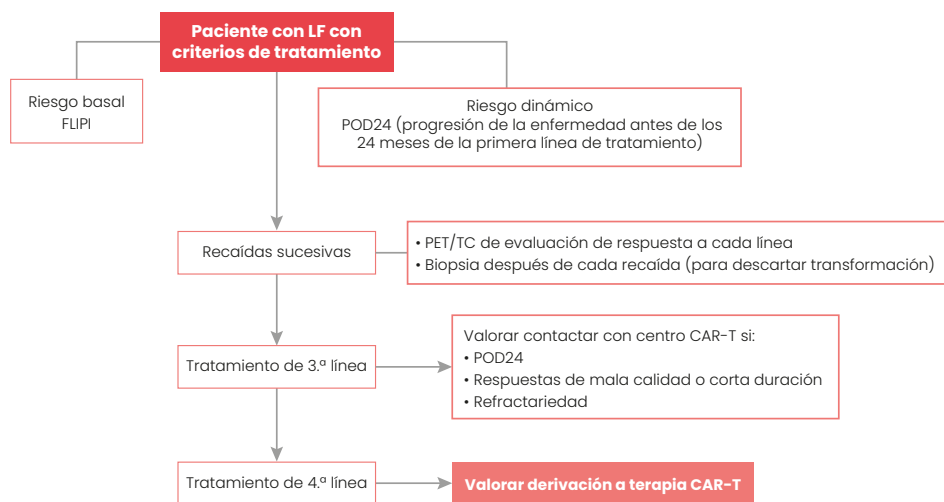 Paciente con LF con
criterios de tratamiento
Riesgo basal
FLIPI
Riesgo dinámico
POD24 (progresión de la enfermedad antes de los
24 meses de la primera línea de tratamiento)
Recaídas sucesivas
• PET/TC de evaluación de respuesta a cada línea
• Biopsia después de cada recaída (para descartar transformación)
Tratamiento de 3.ª línea
Valorar contactar con centro CAR-T si:
• POD24
• Respuestas de mala calidad o corta duración
• Refractariedad
Tratamiento de 4.ª línea
Valorar derivación a terapia CAR-T